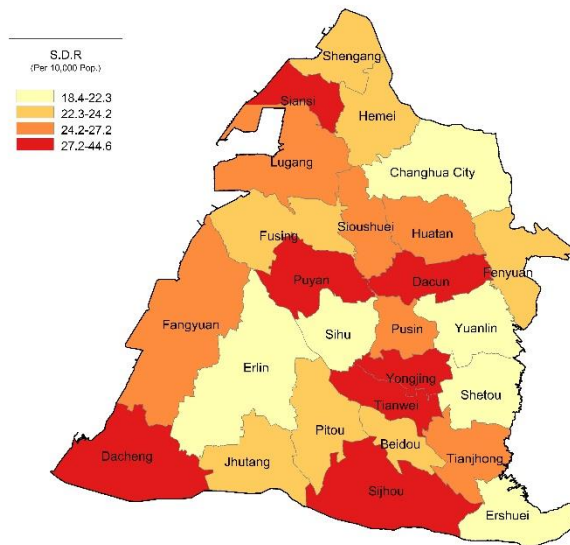 S.D.R
(Per 10,000 Pop.)
18.4-22.3
22.3-24.2
24.2-27.2
27.2-44.6
Shengang
Siansi
Hemei
Lugang
Changhua City
Sioushuei
Huatan
Fusing
Fenyuan
Puyan
Dacun
Fangyuan
Sihu
Pusin
Yuanlin
Erlin
Yongjing
Shetou
Tianwei
Pitou
Beidou
Dacheng
Jhutang
Tianjhong
Sijhou
Ershuei